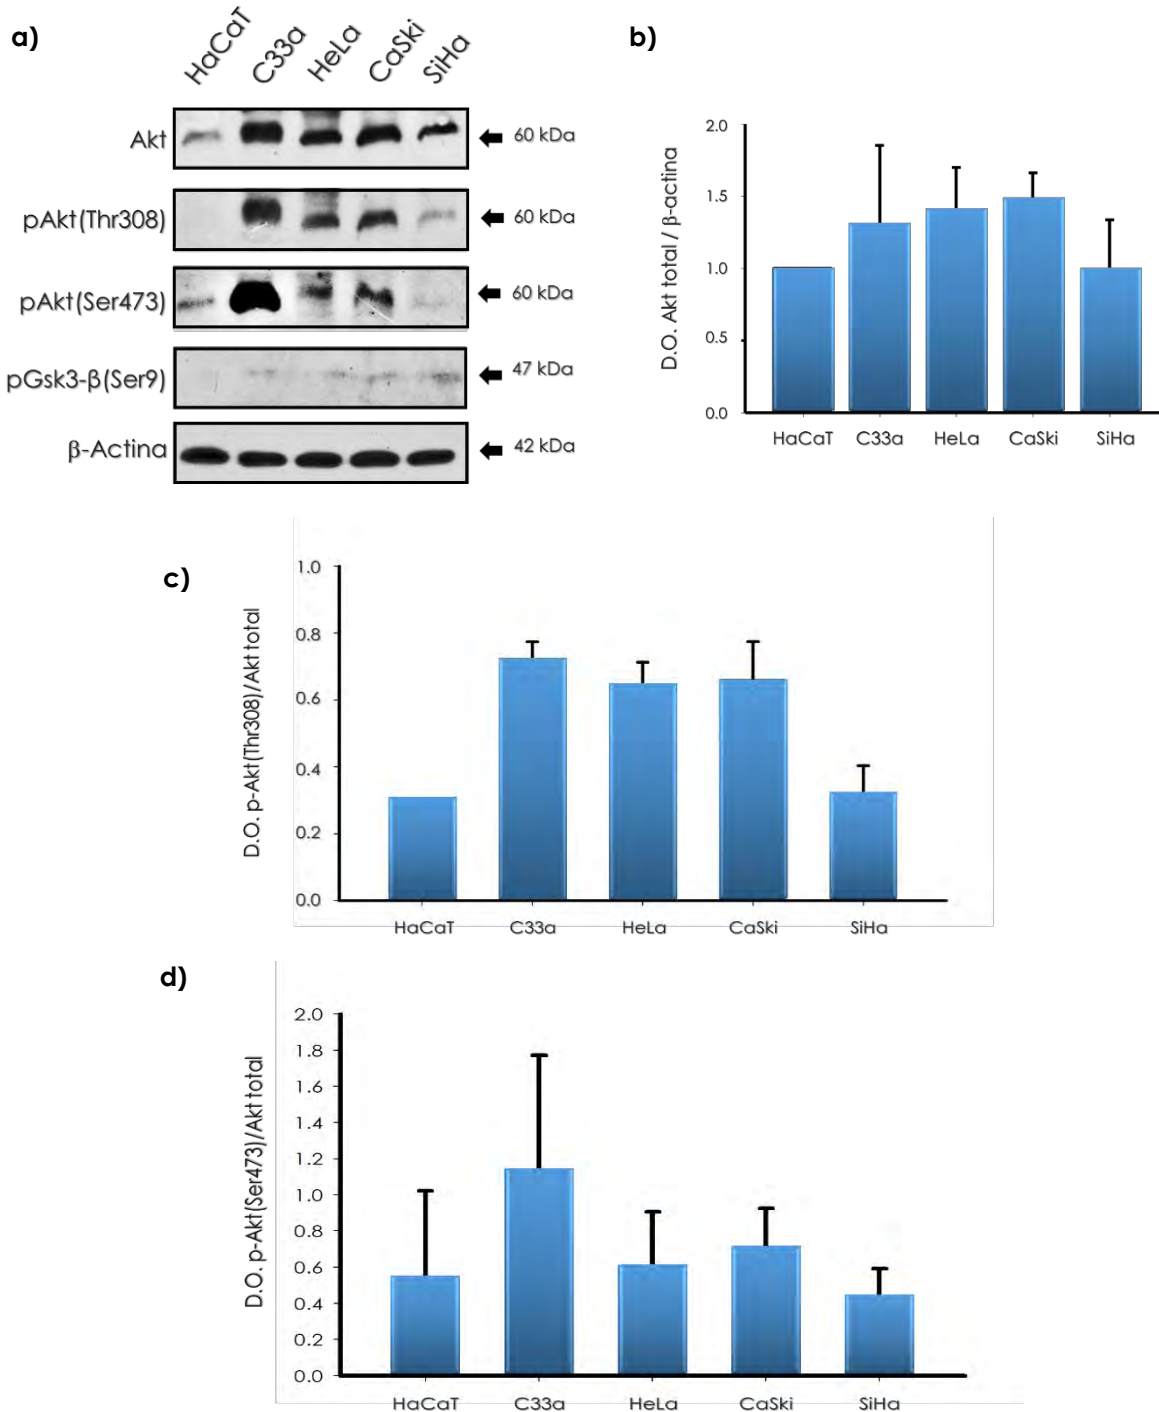 a)
HaCaT C33a HeLa CaSki SiHa
Akt 60 kDa
pAkt(Thr308) 60 kDa
pAkt(Ser473) 60 kDa
pGsk3-β(Ser9) 47 kDa
β-Actina 42 kDa
b)
D.O. Akt total / β-actina
2.0
1.5
1.0
0.5
0.0
HaCaT C33a HeLa CaSki SiHa
c)
D.O. p-Akt(Thr308)/Akt total
1.0
0.8
0.6
0.4
0.2
0.0
HaCaT C33a HeLa CaSki SiHa
d)
D.O. p-Akt(Ser473)/Akt total
2.0
1.8
1.6
1.4
1.2
1.0
0.8
0.6
0.4
0.2
0.0
HaCaT C33a HeLa CaSki SiHa